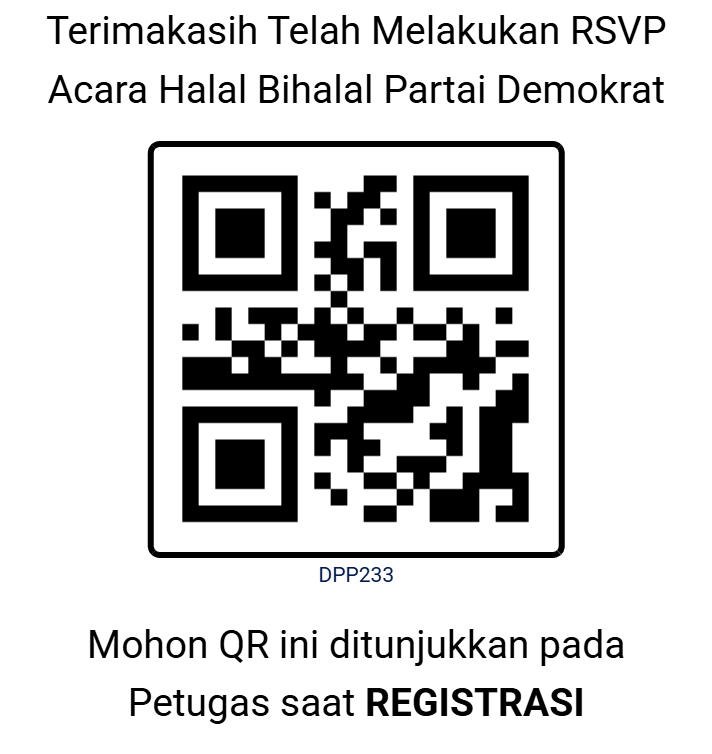 Terimakasih Telah Melakukan RSVP
Acara Halal Bihalal Partai Demokrat
DPP233
Mohon QR ini ditunjukkan pada
Petugas saat REGISTRASI